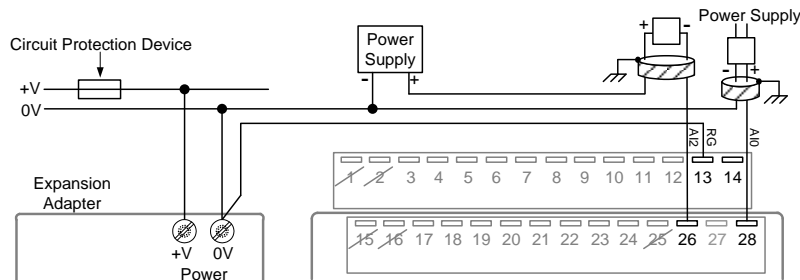 Power Supply
Circuit Protection Device
Power
Supply
+ -
- +
- +
+V
0V
AI2
RG
AI0
1 2 3 4 5 6 7 8 9 10 11 12 13 14
Expansion
Adapter
15 16 17 18 19 20 21 22 23 24 25 26 27 28
+V 0V
Power